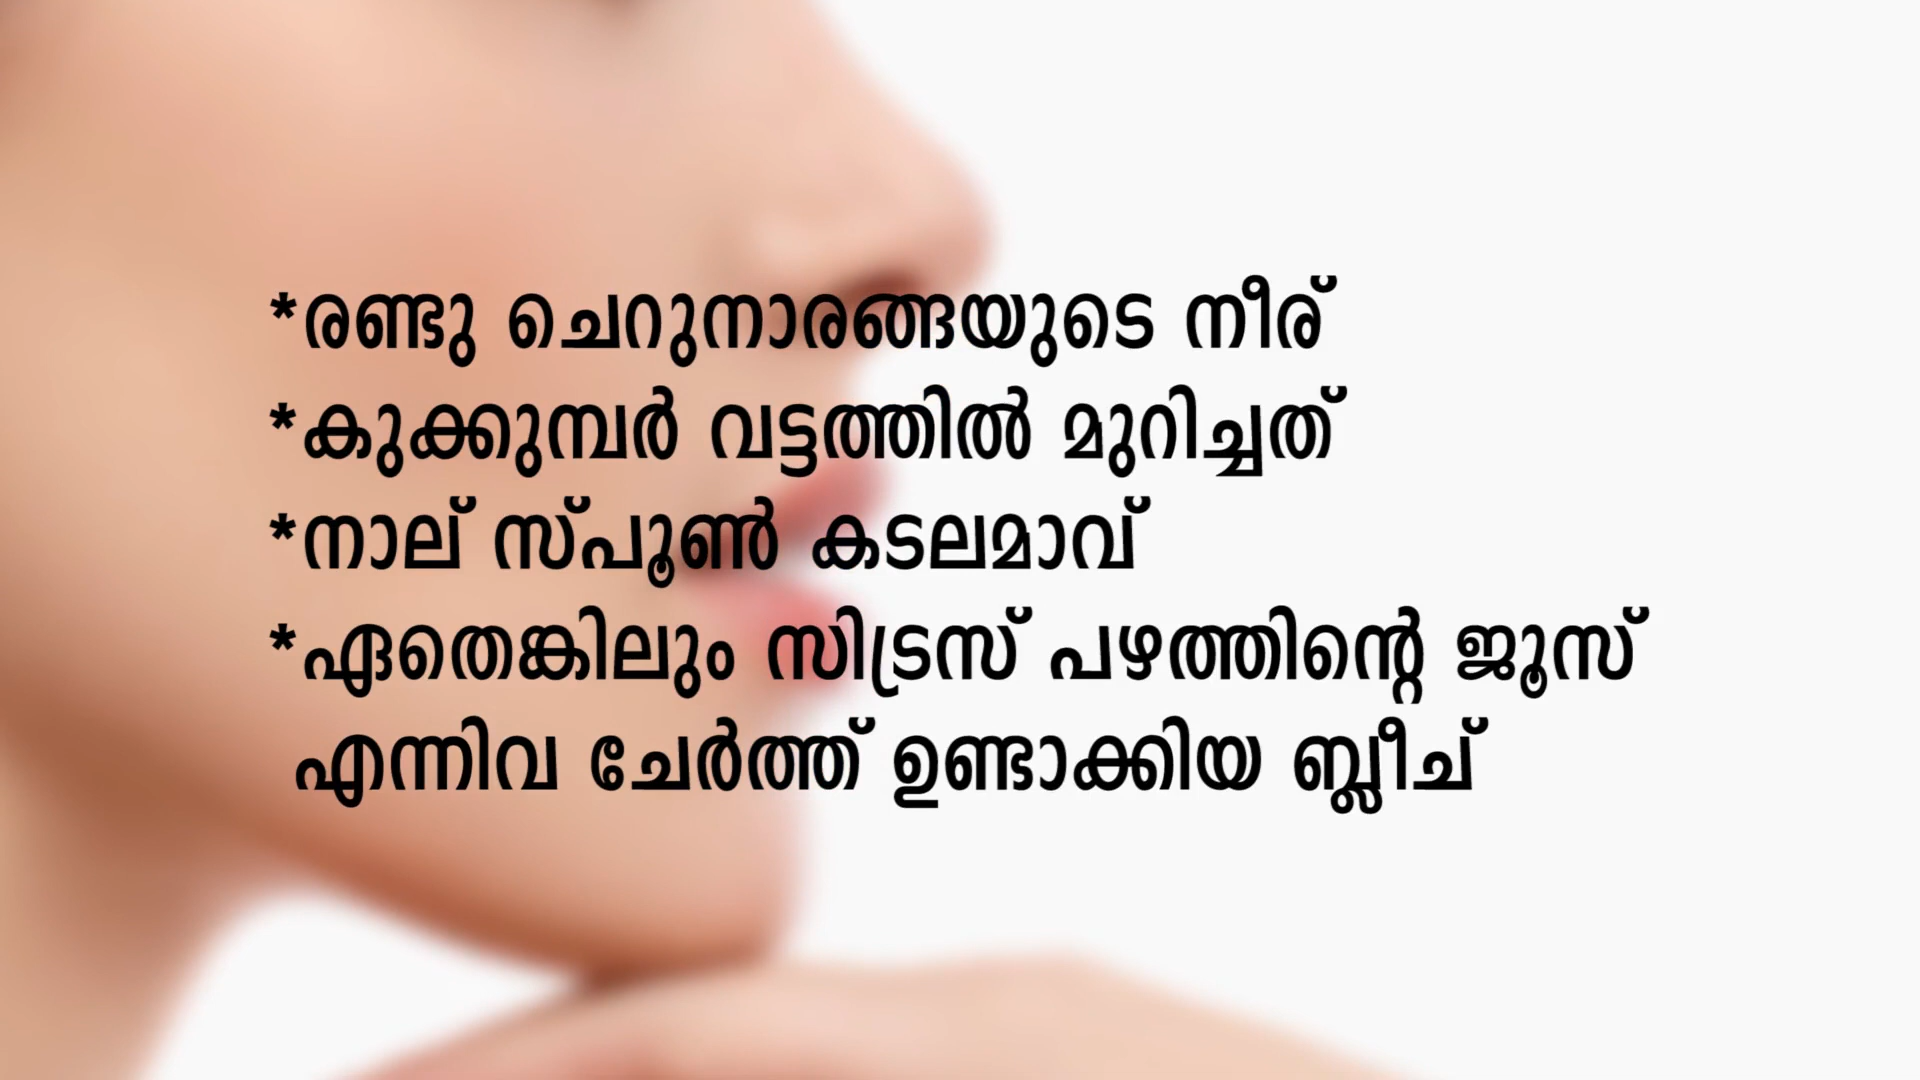 *രണ്ടു ചെറുനാരങ്ങയുടെ നീര്
*കുക്കുമ്പർ വട്ടത്തിൽ മുറിച്ചത്
*നാല് സ്പൂൺ കടലമാവ്
*ഏതെങ്കിലും സിട്രസ് പഴത്തിന്റെ ജൂസ്
എന്നിവ ചേർത്ത് ഉണ്ടാക്കിയ ബ്ലീച്